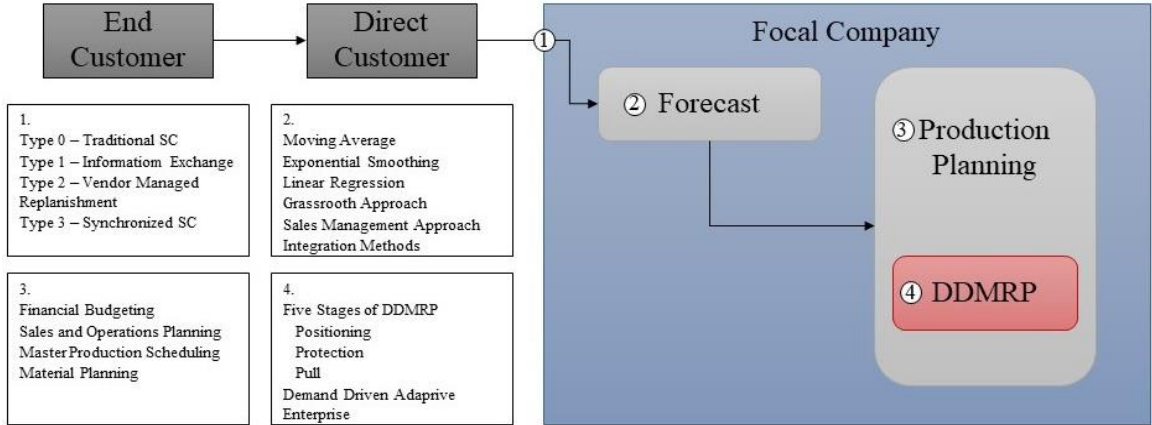 End
Customer
Direct
Customer
1
Focal Company
2 Forecast
3 Production
Planning
4 DDMRP
1.
Type 0 – Traditional SC
Type 1 – Informatiom Exchange
Type 2 – Vendor Managed
Replanishment
Type 3 – Synchronized SC
2.
Moving Average
Exponential Smoothing
Linear Regression
Grassrooth Approach
Sales Management Approach
Integration Methods
3.
Financial Budgeting
Sales and Operations Planning
Master Production Scheduling
Material Planning
4.
Five Stages of DDMRP
Positioning
Protection
Pull
Demand Driven Adaprive
Enterprise